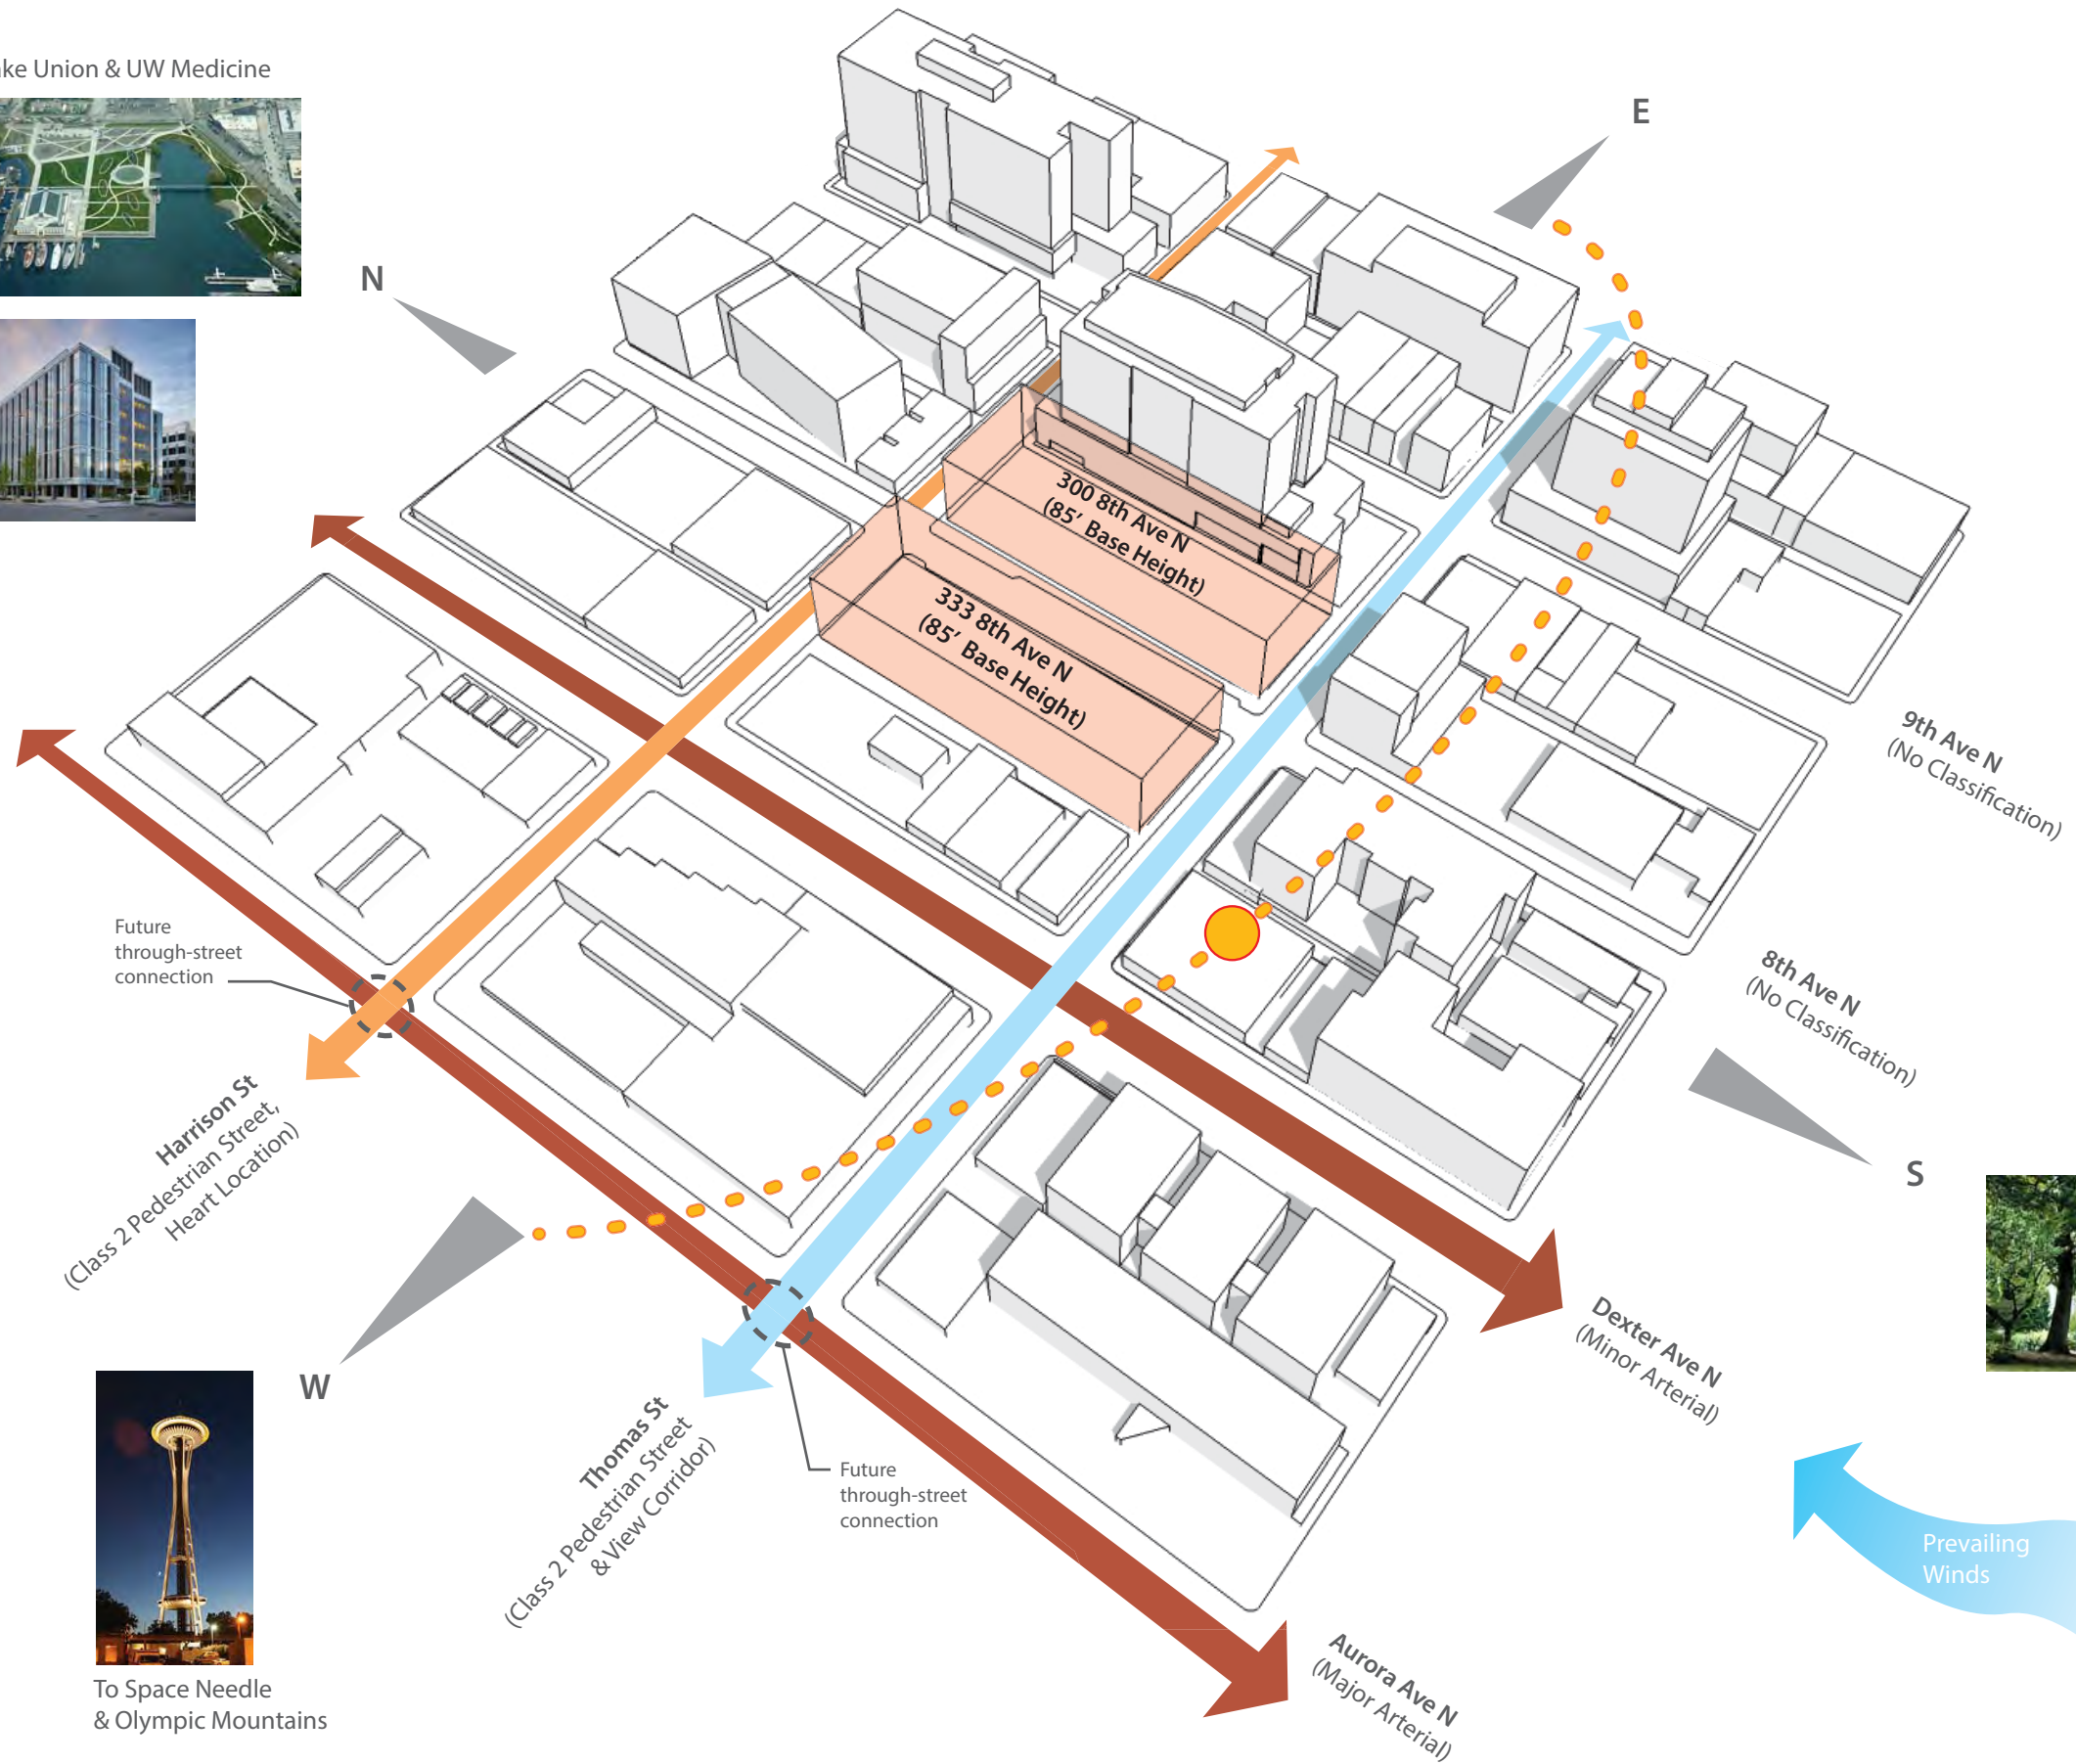 Union & UW Medicine
N
E
300 8th Ave N
(85' Base Height)
333 8th Ave N
(85' Base Height)
9th Ave N
(No Classification)
8th Ave N
(No Classification)
S
Future
through-street
connection
Harrison St
(Class 2 Pedestrian Street,
Heart Location)
W
Thomas St
(Class 2 Pedestrian Street
& View Corridor)
Future
through-street
connection
Dexter Ave N
(Minor Arterial)
Prevailing
Winds
Aurora Ave N
(Major Arterial)
To Space Needle
& Olympic Mountains